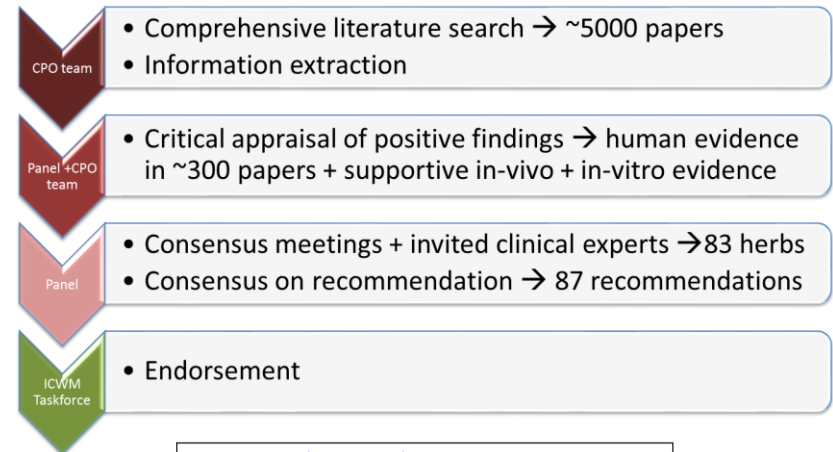 CPO team
• Comprehensive literature search → ~5000 papers
• Information extraction
Panel +CPO
team
• Critical appraisal of positive findings → human evidence
in ~300 papers + supportive in-vivo + in-vitro evidence
Panel
• Consensus meetings + invited clinical experts →83 herbs
• Consensus on recommendation → 87 recommendations
ICWM
Taskforce
• Endorsement